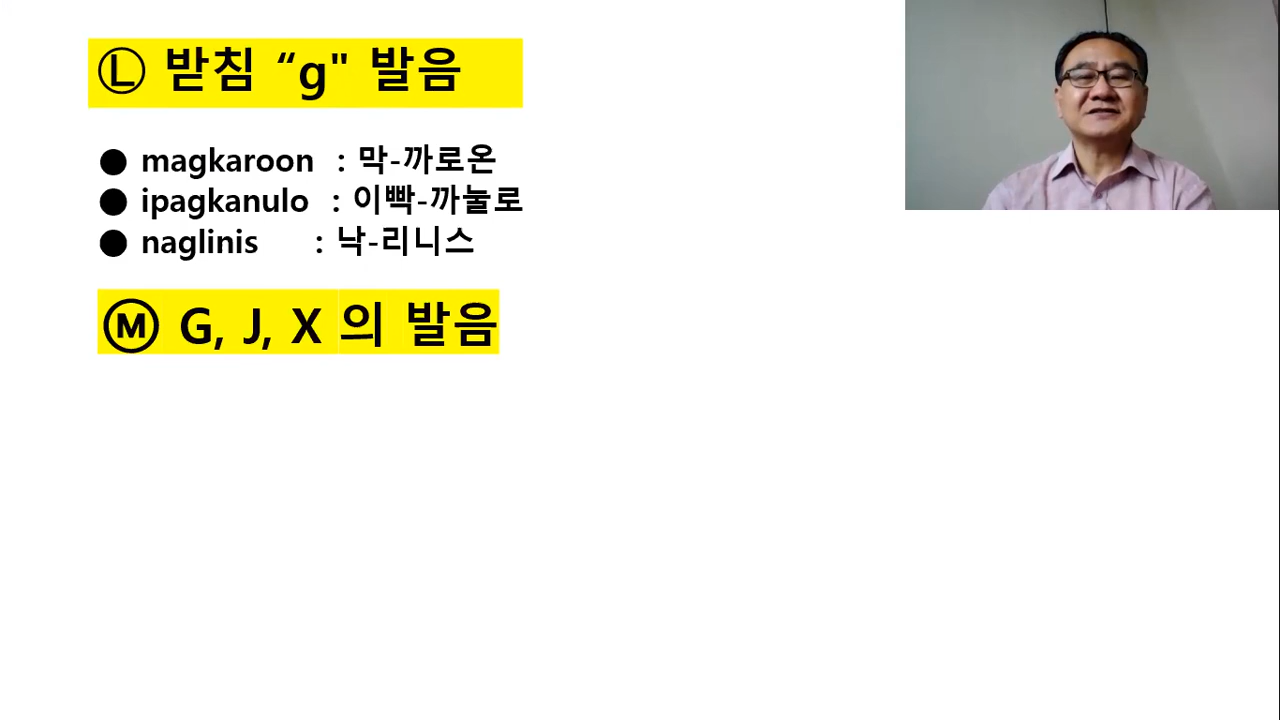 Ⓛ 받침 “g" 발음
● magkaroon : 막-까로온
● ipagkanulo : 이빡-까눌로
● naglinis : 낙-리니스
Ⓜ G, J, X 의 발음